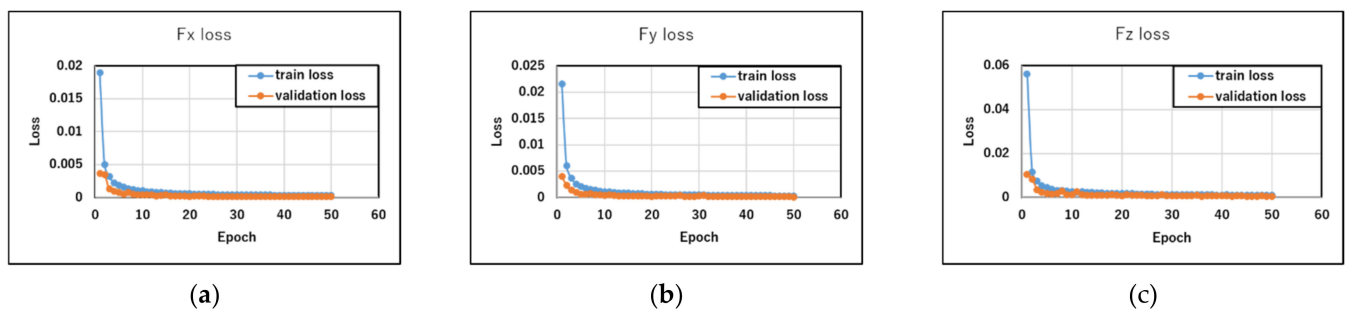 Fx loss
0.02
0.015
0.01
0.005
0
Loss
train loss
validation loss
0 10 20 30 40 50 60
Epoch
(a)
Fy loss
0.025
0.02
0.015
0.01
0.005
0
Loss
train loss
validation loss
0 10 20 30 40 50 60
Epoch
(b)
Fz loss
0.06
0.04
0.02
0
Loss
train loss
validation loss
0 10 20 30 40 50 60
Epoch
(c)